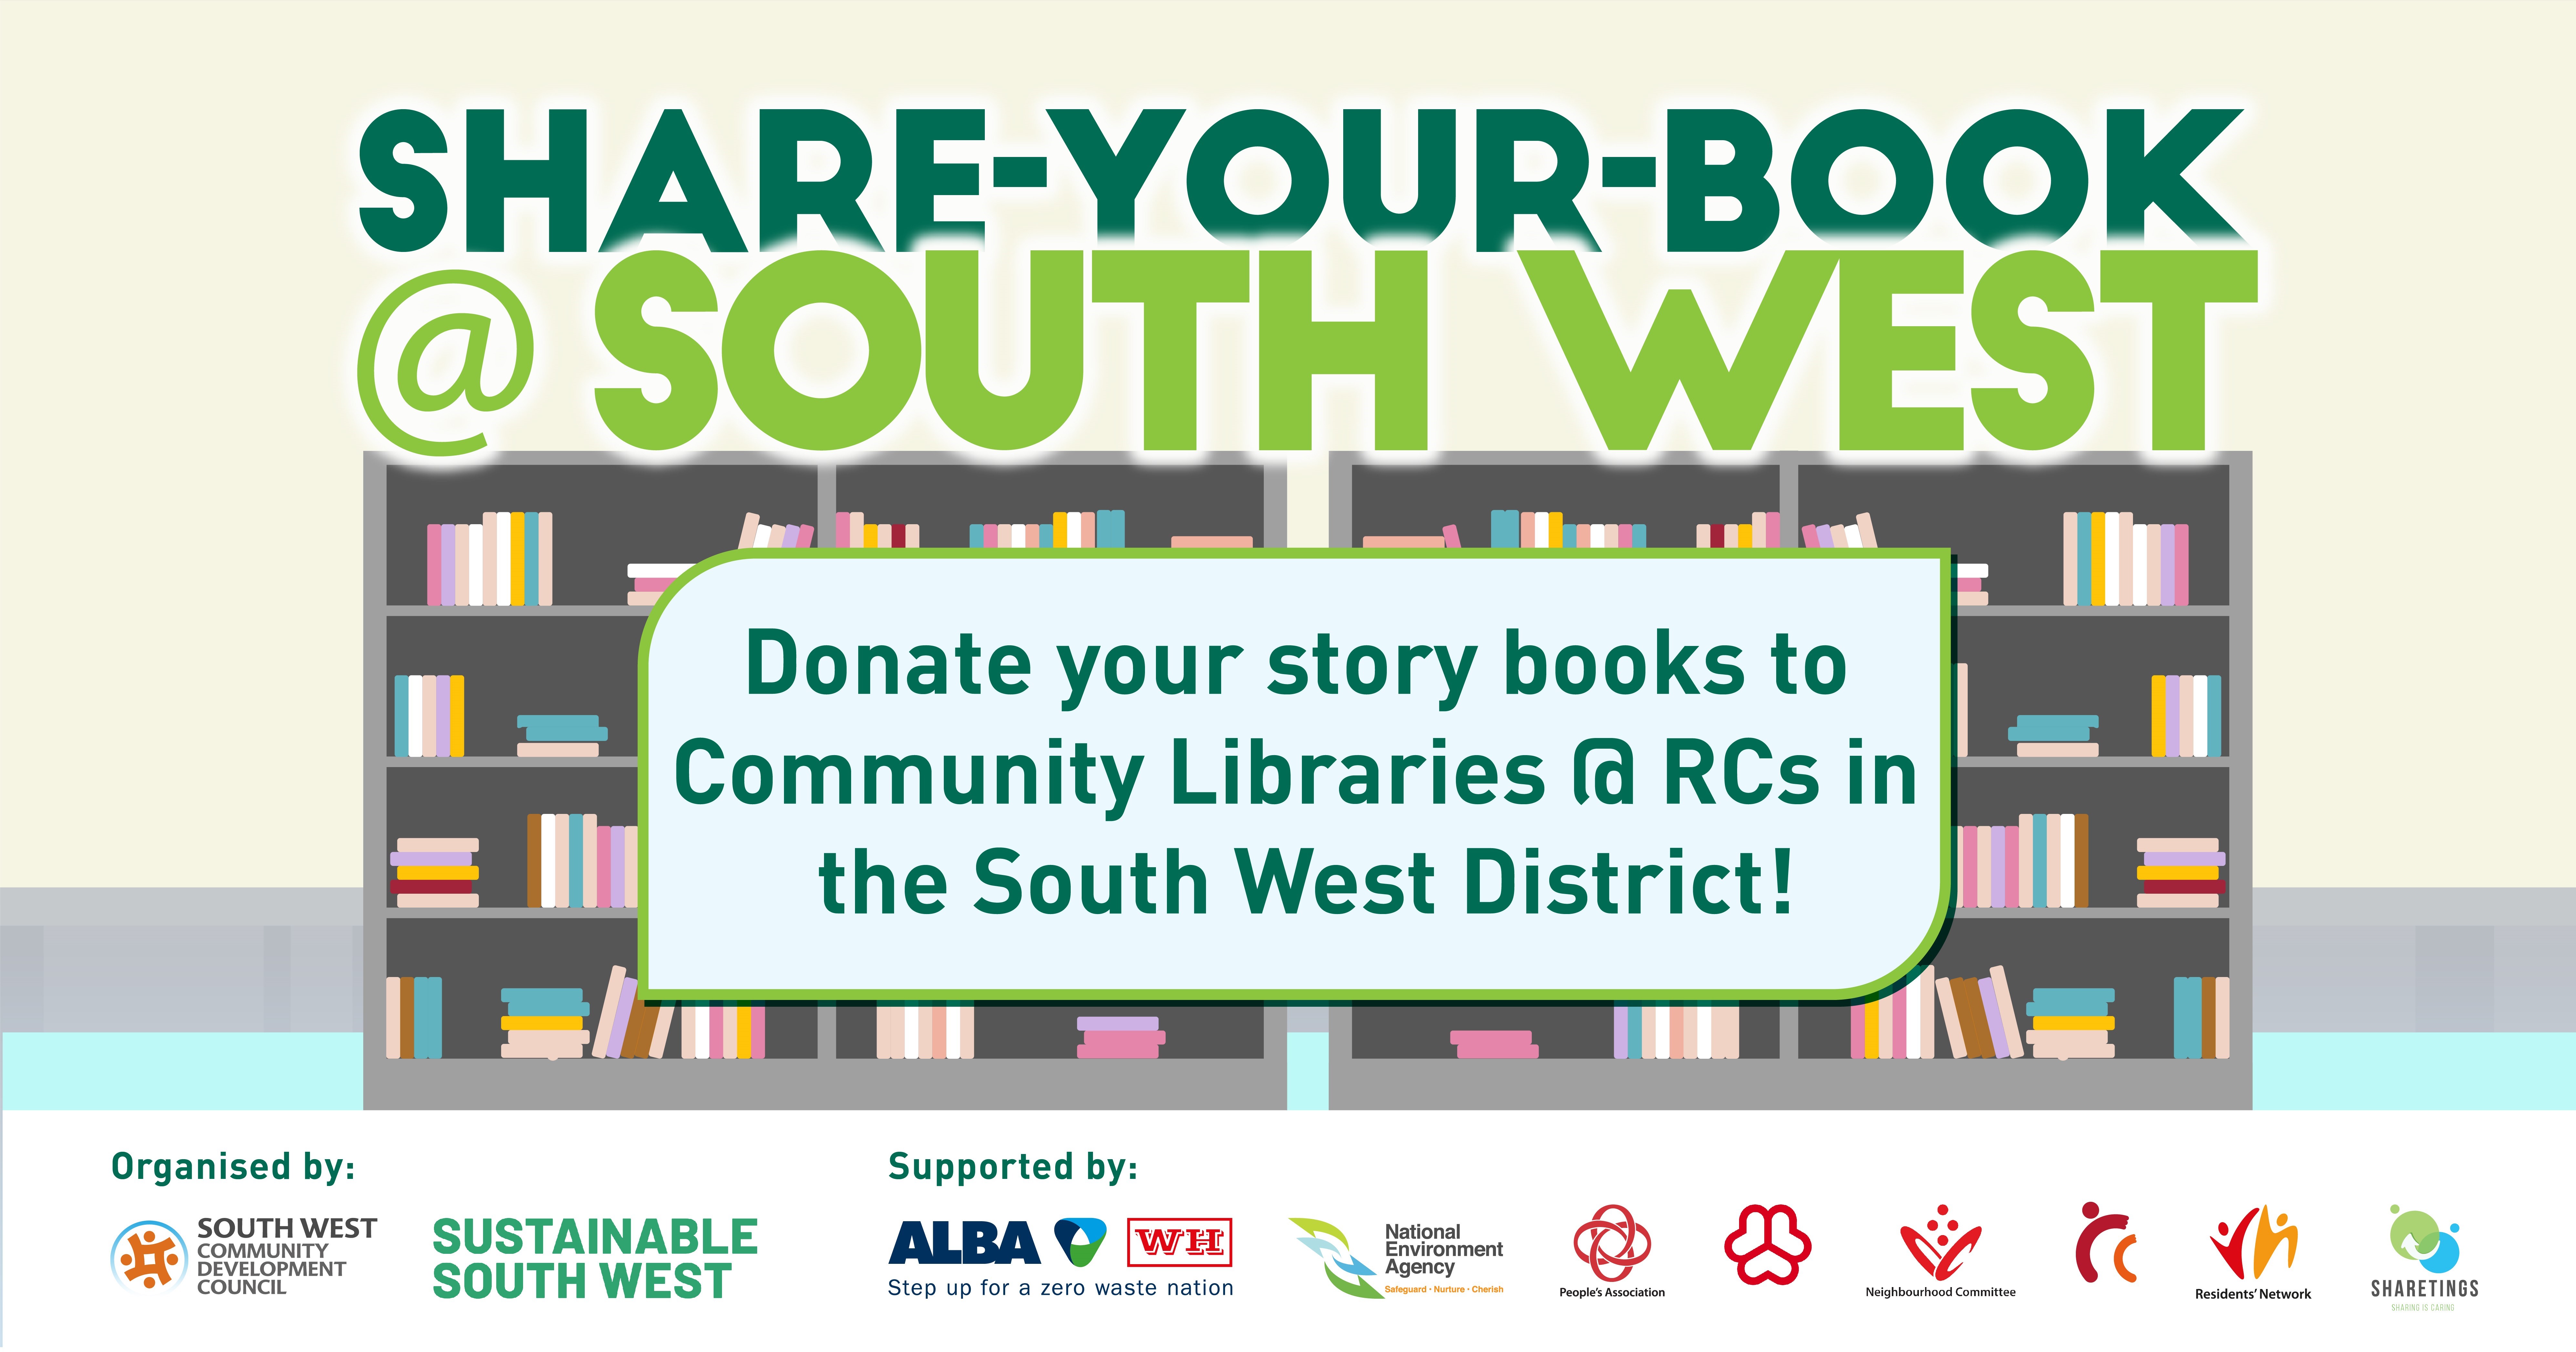 SHARE-YOUR-BOOK
@ SOUTH WEST
Donate your story books to
Community Libraries @ RCs in
the South West District!
Organised by:
SOUTH WEST
COMMUNITY
DEVELOPMENT
COUNCIL
SUSTAINABLE
SOUTH WEST
Supported by:
ALBA WH
Step up for a zero waste nation
National
Environment
Agency
Safeguard · Nurture · Cherish
People's Association
Neighbourhood Committee
Residents' Network
SHARETINGS
SHARING IS CARING